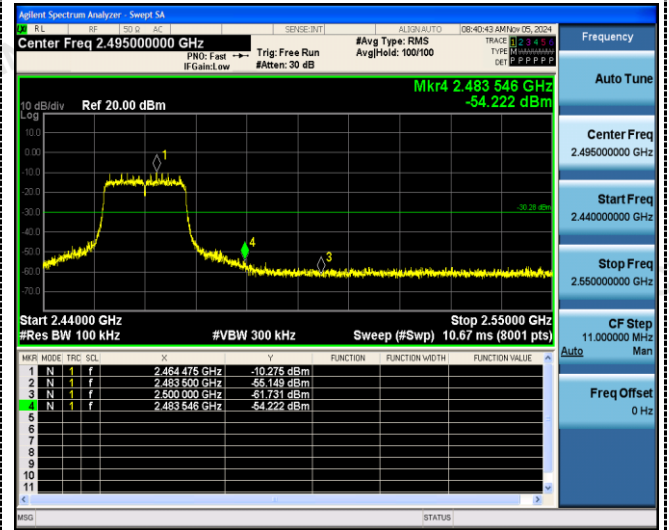 Agilent Spectrum Analyzer - Swept SA
RL RF 50 Ω AC SENSE:INT ALIGNAUTO 08:40:43 AM Nov 05, 2024
Center Freq 2.495000000 GHz
PNO: Fast
IFGain:Low
Trig: Free Run
#Atten: 30 dB
#Avg Type: RMS
Avg|Hold: 100/100
TRACE 1 2 3 4 5 6
TYPE M
DET P P P P P P
Mkr4 2.483 546 GHz
-54.222 dBm
10 dB/div Ref 20.00 dBm
Log
10.0
0.00
-10.0
-20.0
-30.0
-40.0
-50.0
-60.0
-70.0
1
-30.28 dBm
4
3
Start 2.44000 GHz Stop 2.55000 GHz
#Res BW 100 kHz #VBW 300 kHz Sweep (#Swp) 10.67 ms (8001 pts)
MKR MODE TRC SCL X Y FUNCTION FUNCTION WIDTH FUNCTION VALUE
1 N 1 f 2.464 475 GHz -10.275 dBm
2 N 1 f 2.483 500 GHz -55.149 dBm
3 N 1 f 2.500 000 GHz -61.731 dBm
4 N 1 f 2.483 546 GHz -54.222 dBm
5
6
7
8
9
10
11
MSG STATUS
Frequency
Auto Tune
Center Freq
2.495000000 GHz
Start Freq
2.440000000 GHz
Stop Freq
2.550000000 GHz
CF Step
11.000000 MHz
Auto Man
Freq Offset
0 Hz